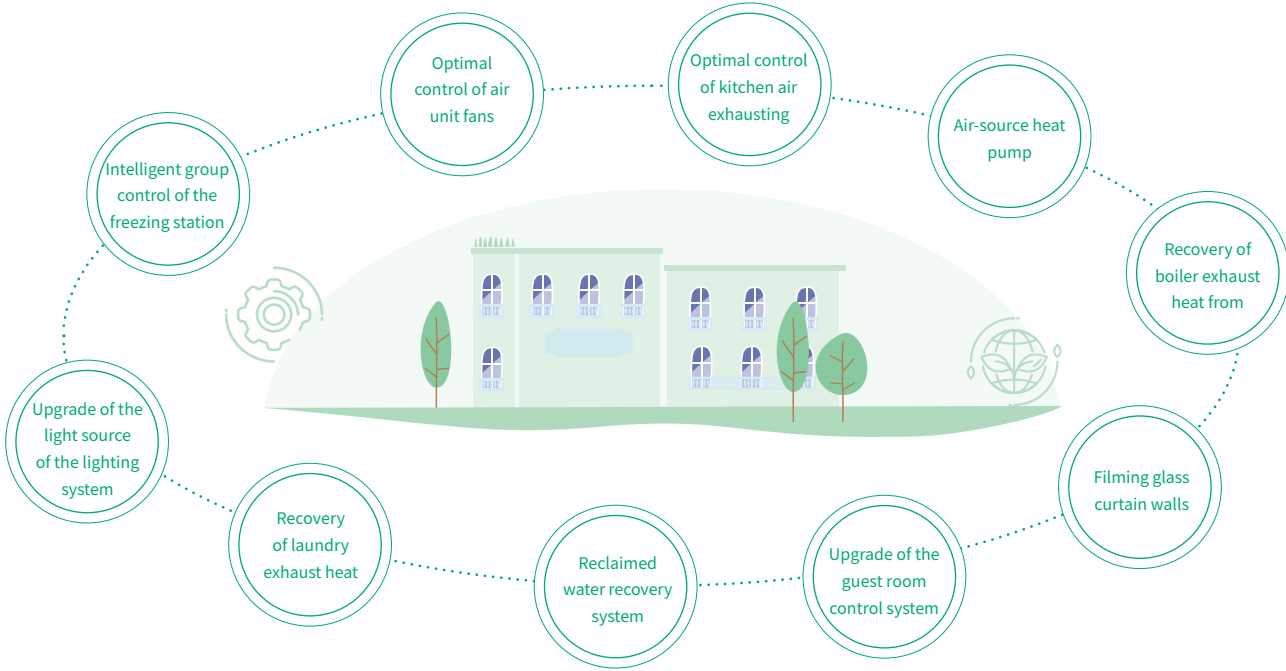 Optimal
control of air
unit fans
Optimal control
of kitchen air
exhausting
Air-source heat
pump
Intelligent group
control of the
freezing station
Recovery of
boiler exhaust
heat from
Upgrade of the
light source
of the lighting
system
Filming glass
curtain walls
Recovery
of laundry
exhaust heat
Reclaimed
water recovery
system
Upgrade of the
guest room
control system